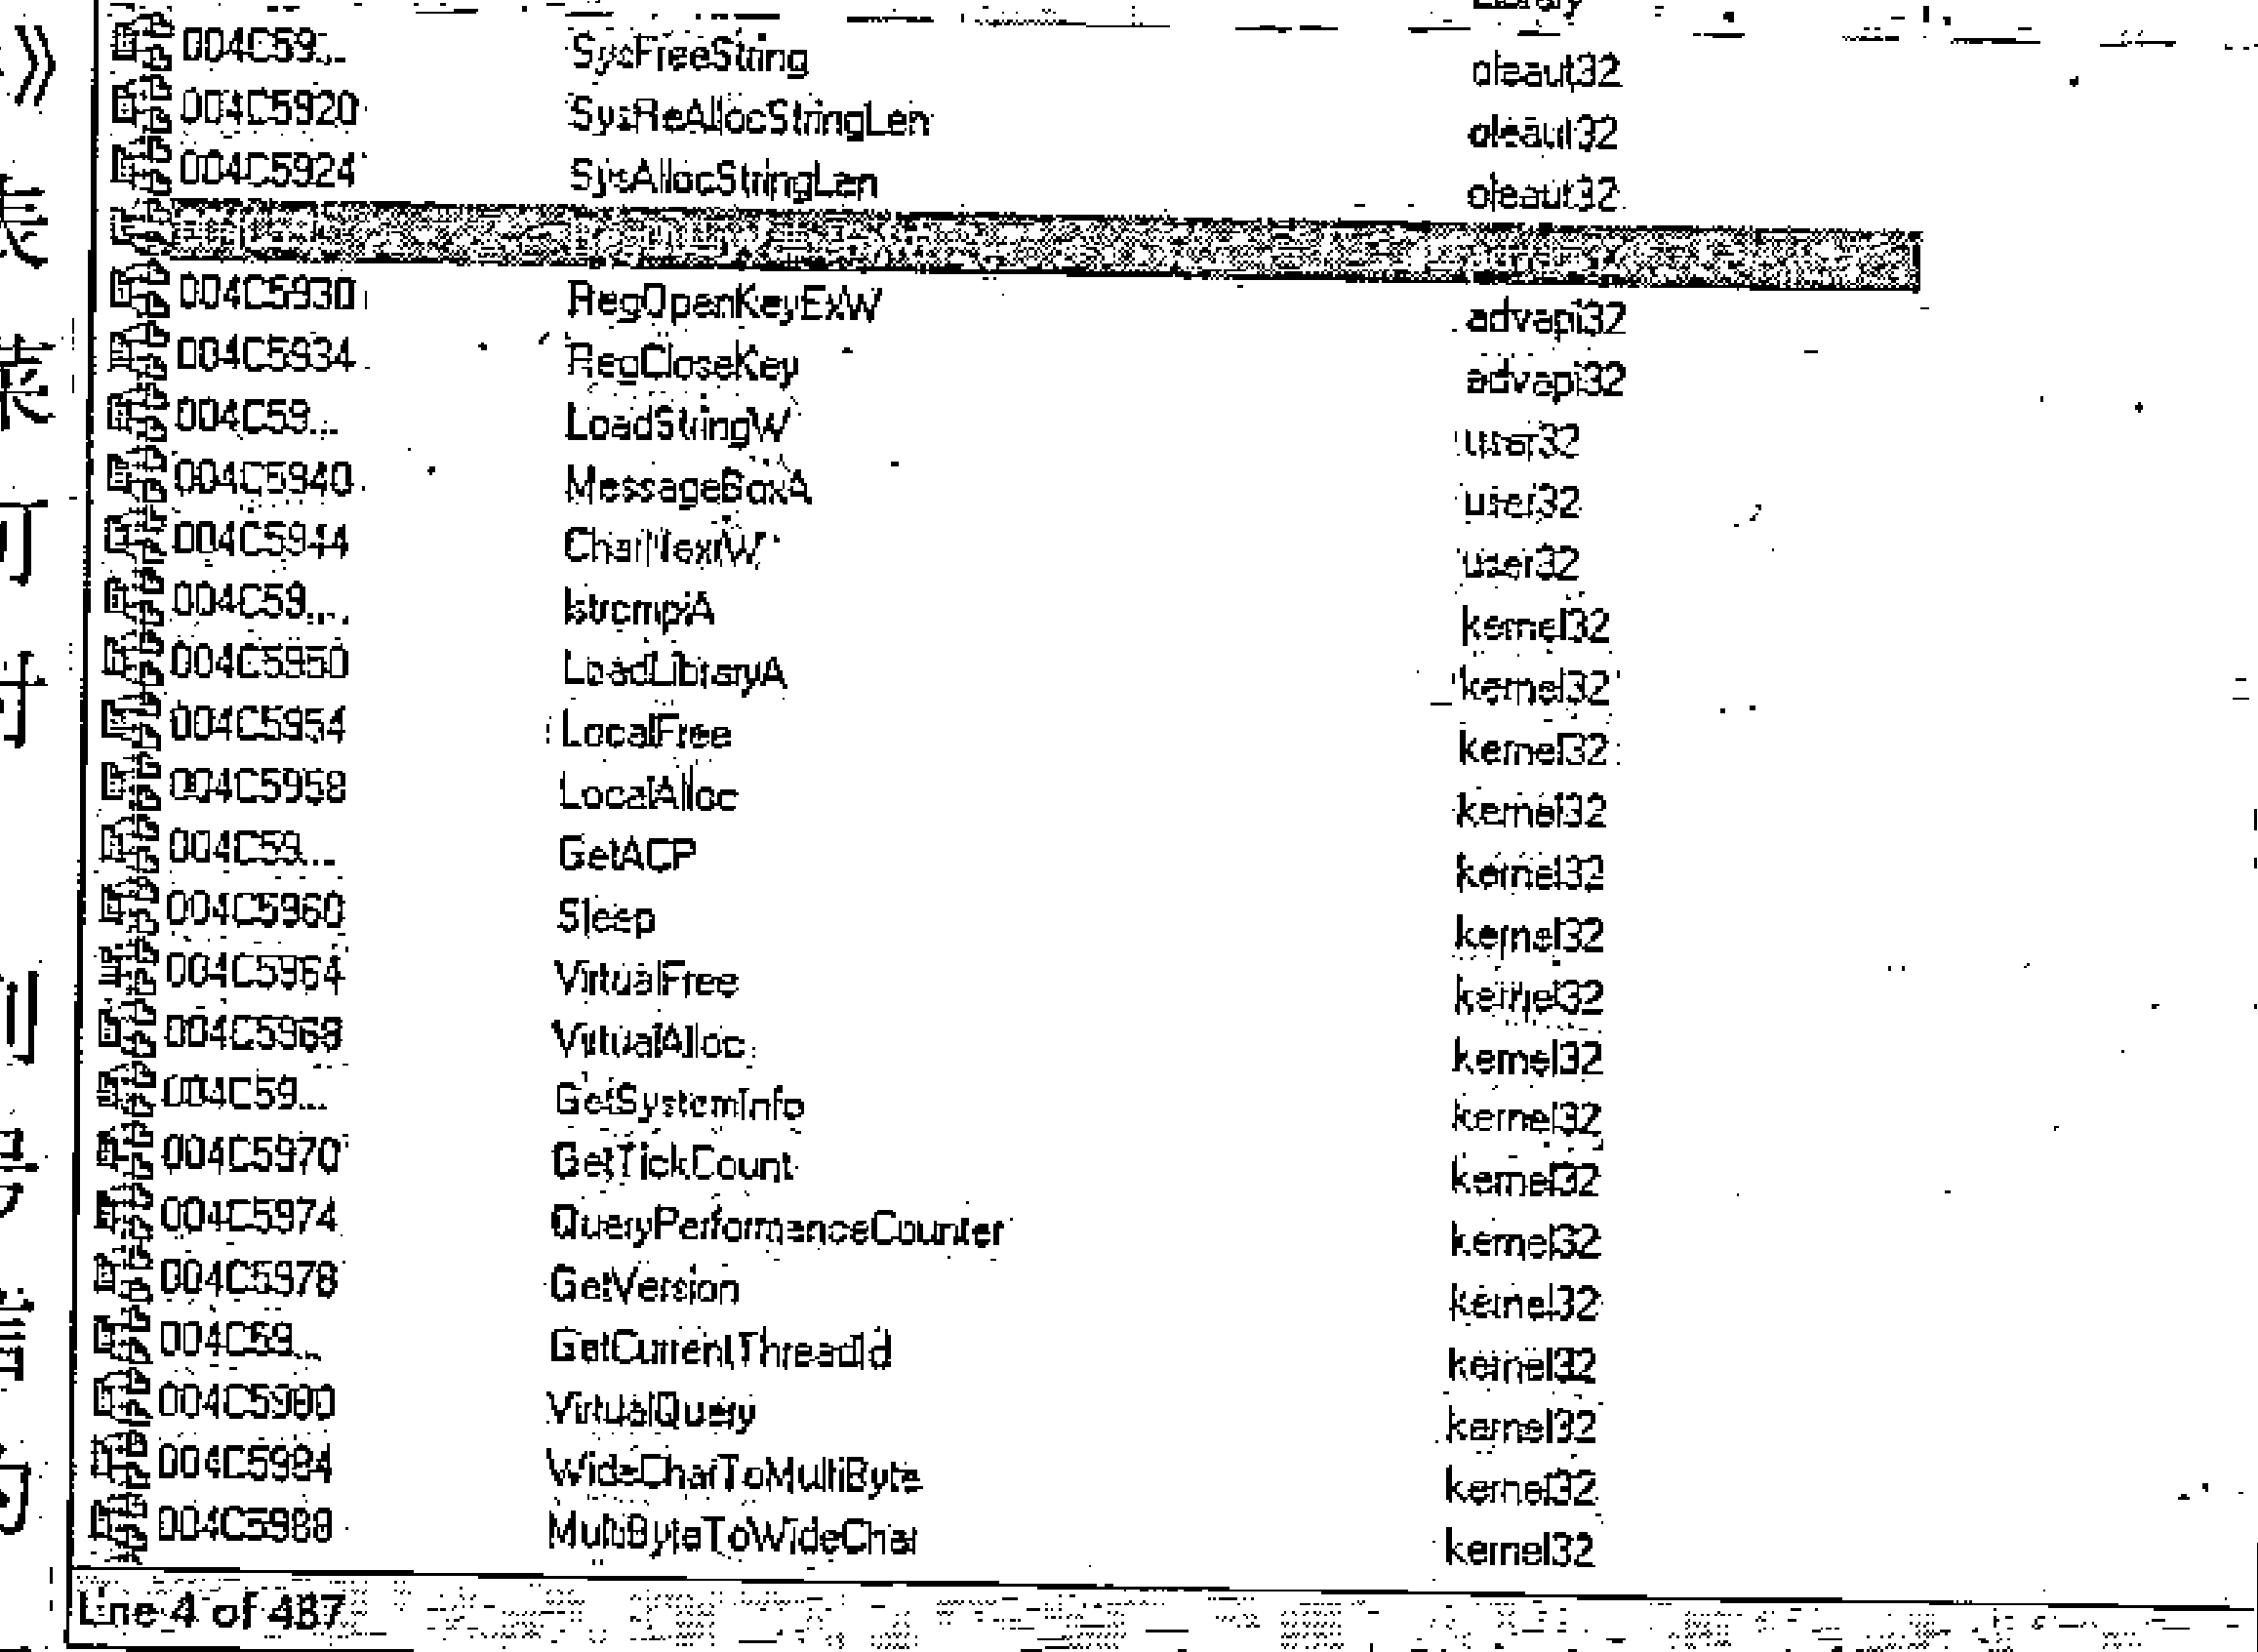 Library
004C59... SysFreeString oleaut32
004C5920 SysReAllocStringLen oleaut32
004C5924 SysAllocStringLen oleaut32
004C5930 RegOpenKeyExW advapi32
004C5934 RegCloseKey advapi32
004C59... LoadStringW user32
004C5940 MessageBoxA user32
004C5944 CharNextW user32
004C59... lstrcmpiA kernel32
004C5950 LoadLibraryA kernel32
004C5954 LocalFree kernel32
004C5958 LocalAlloc kernel32
004C59... GetACP kernel32
004C5960 Sleep kernel32
004C5964 VirtualFree kernel32
004C5968 VirtualAlloc kernel32
004C59... GetSystemInfo kernel32
004C5970 GetTickCount kernel32
004C5974 QueryPerformanceCounter kernel32
004C5978 GetVersion kernel32
004C59... GetCurrentThreadId kernel32
004C5980 VirtualQuery kernel32
004C5984 WideCharToMultiByte kernel32
004C5988 MultiByteToWideChar kernel32
Line 4 of